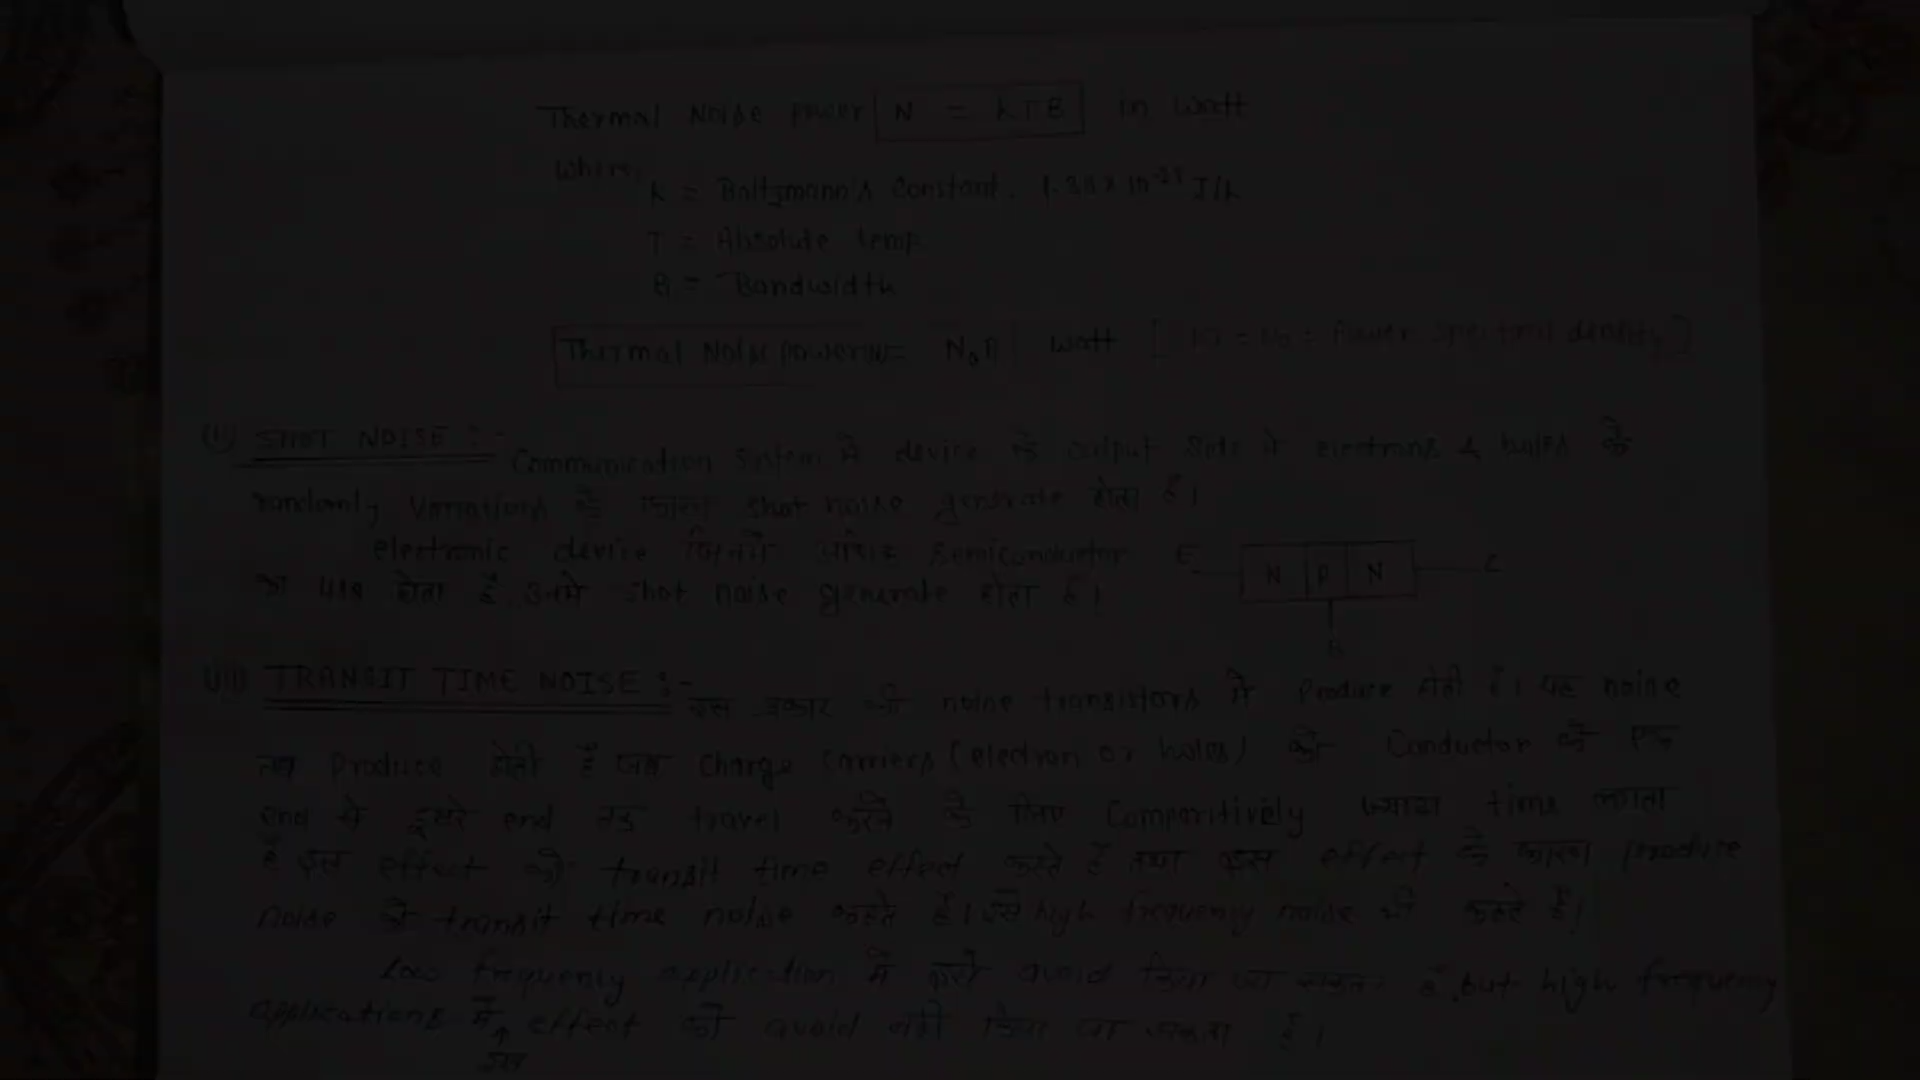 Thermal Noise Power N = KTB in watt
Where,
K = Boltzmann's Constant. 1.38 × 10⁻²³ J/K
T = Absolute temp
B = Bandwidth
Thermal Noise power = N₀B watt [ = N₀ = Power spectral density]
(ii) SHOT NOISE :-
Communication System में device के output side में electrons & holes के
randomly variations के कारण shot noise generate होता है।
electronic device जिनमें semiconductor
का use होता है उनमें shot noise generate होता है।
E N P N C
B
(iii) TRANSIT TIME NOISE :- इस प्रकार की noise transistors में Produce होती है। यह noise
तब Produce होती है जब charge carriers (electron or holes) को Conductor के एक
end से दूसरे end तक travel करने के लिए Comparitively ज्यादा time लगता
है इस effect को transit time effect कहते हैं तथा इस effect के कारण produce
noise को transit time noise कहते हैं। इसे high frequency noise भी कहते हैं।
Low frequency application में इसे avoid किया जा सकता है, but high frequency
applications में इस effect को avoid नहीं किया जा सकता है।